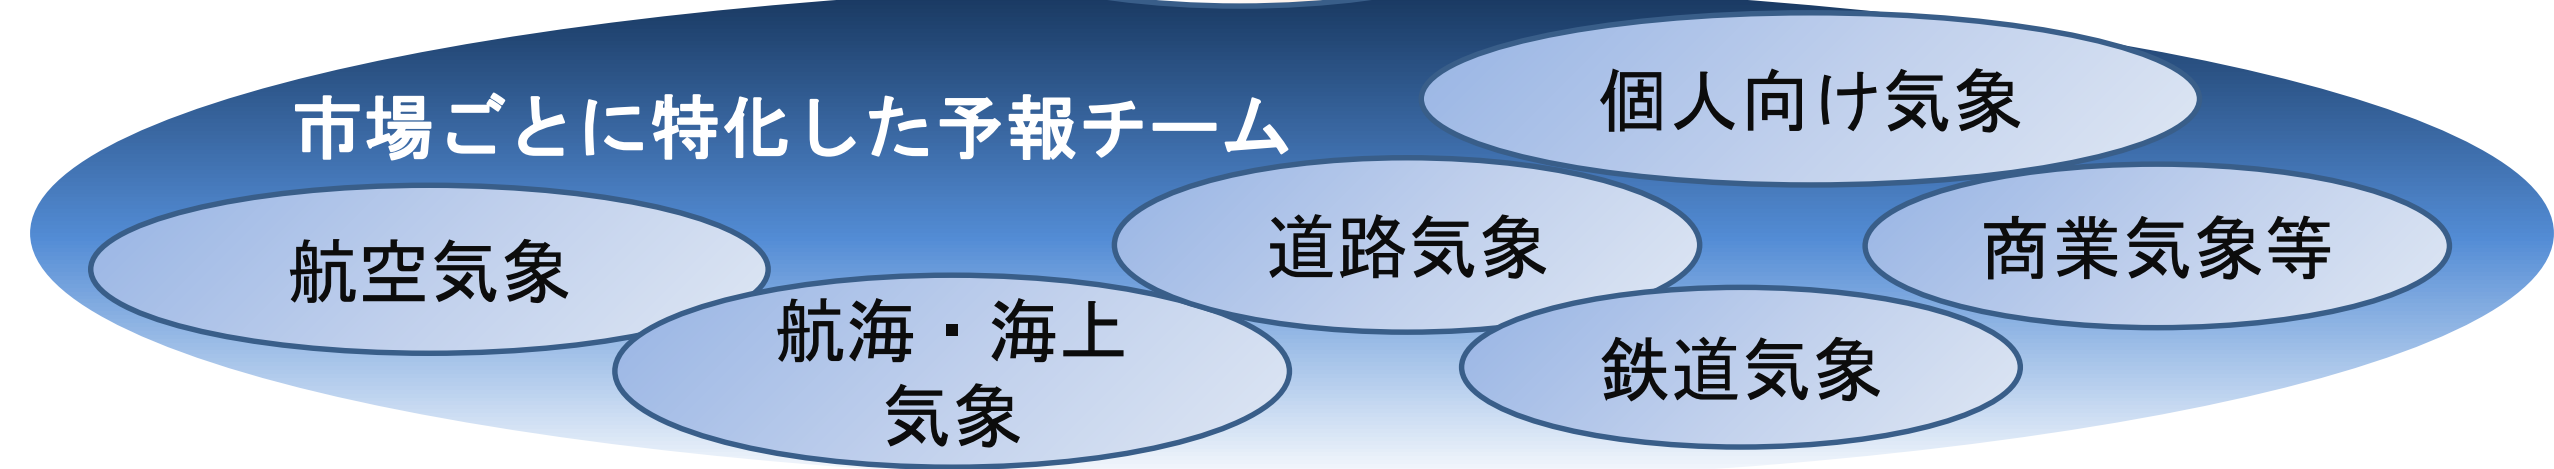 個人向け気象
市場ごとに特化した予報チーム
道路気象
商業気象等
航空気象
航海・海上
気象
鉄道気象